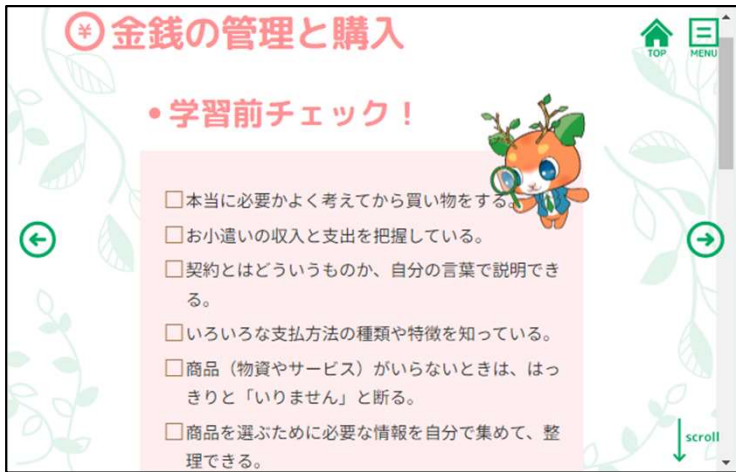 ¥ 金銭の管理と購入
TOP
MENU
•学習前チェック！
□本当に必要かよく考えてから買い物をする。
□お小遣いの収入と支出を把握している。
□契約とはどういうものか、自分の言葉で説明でき
る。
□いろいろな支払方法の種類や特徴を知っている。
□商品（物資やサービス）がいらないときは、はっ
きりと「いりません」と断る。
□商品を選ぶために必要な情報を自分で集めて、整
理できる。
scroll